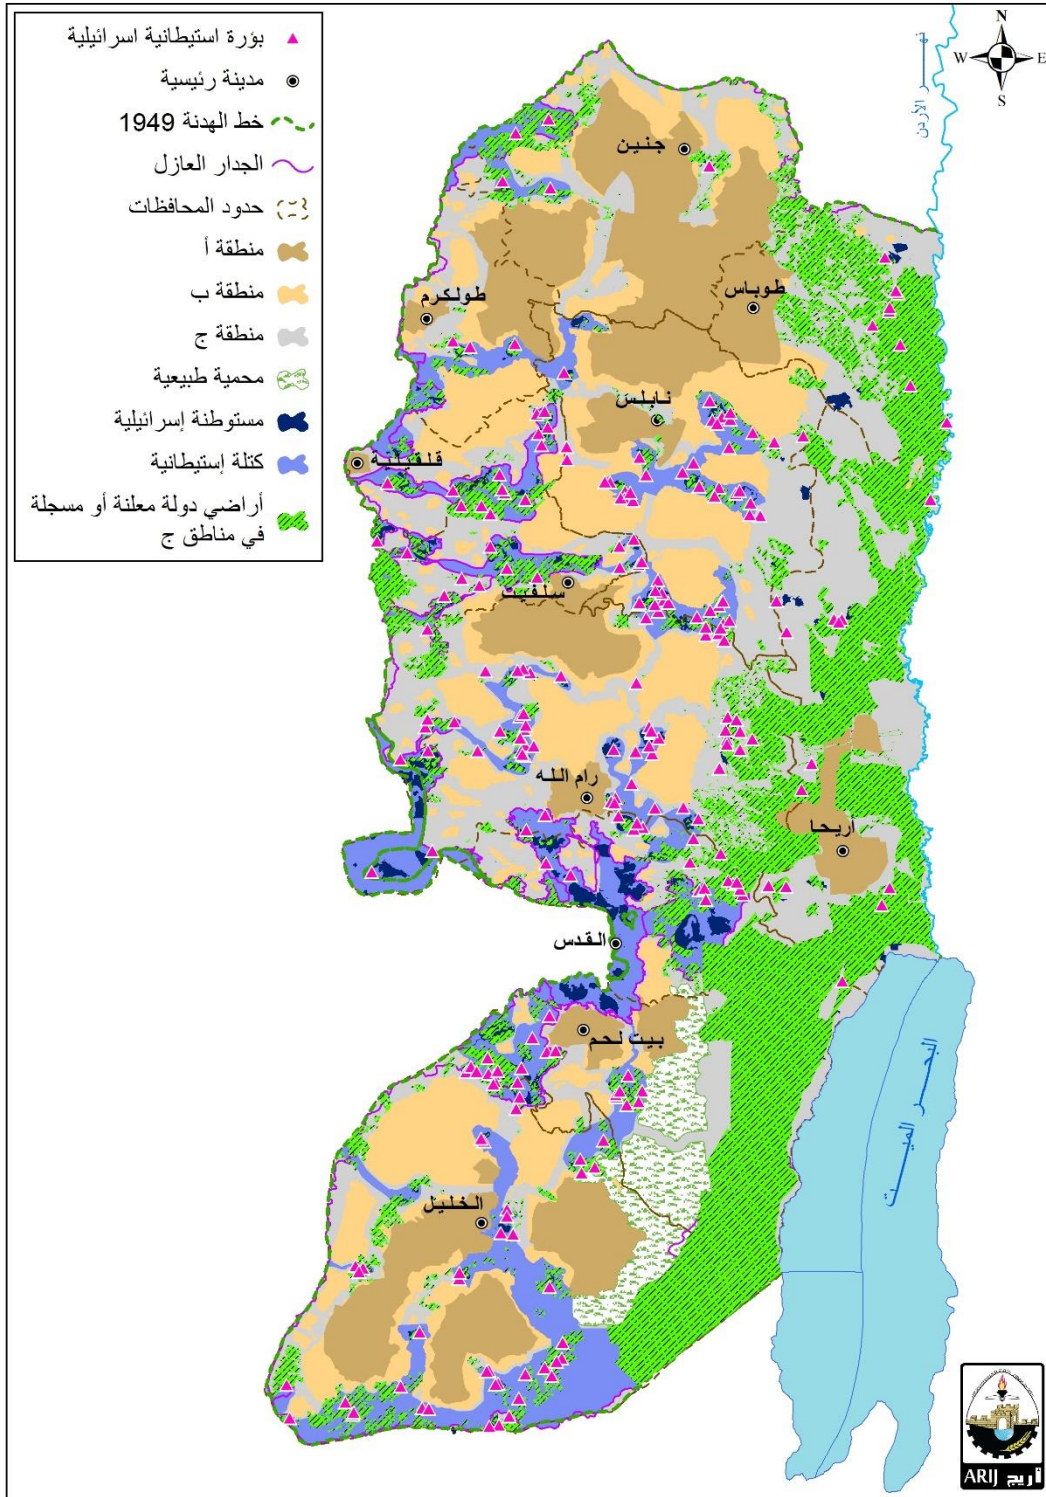 بؤرة استيطانية اسرائيلية
مدينة رئيسية
خط الهدنة 1949
الجدار العازل
حدود المحافظات
منطقة أ
منطقة ب
منطقة ج
محمية طبيعية
مستوطنة إسرائيلية
كتلة إستيطانية
أراضي دولة معلنة أو مسجلة
في مناطق ج
N
W
E
S
نهر الأردن
جنين
طوباس
طولكرم
نابلس
قلقيلية
سلفيت
رام الله
اريحا
القدس
بيت لحم
البحر الميت
الخليل
ARIJ أريج